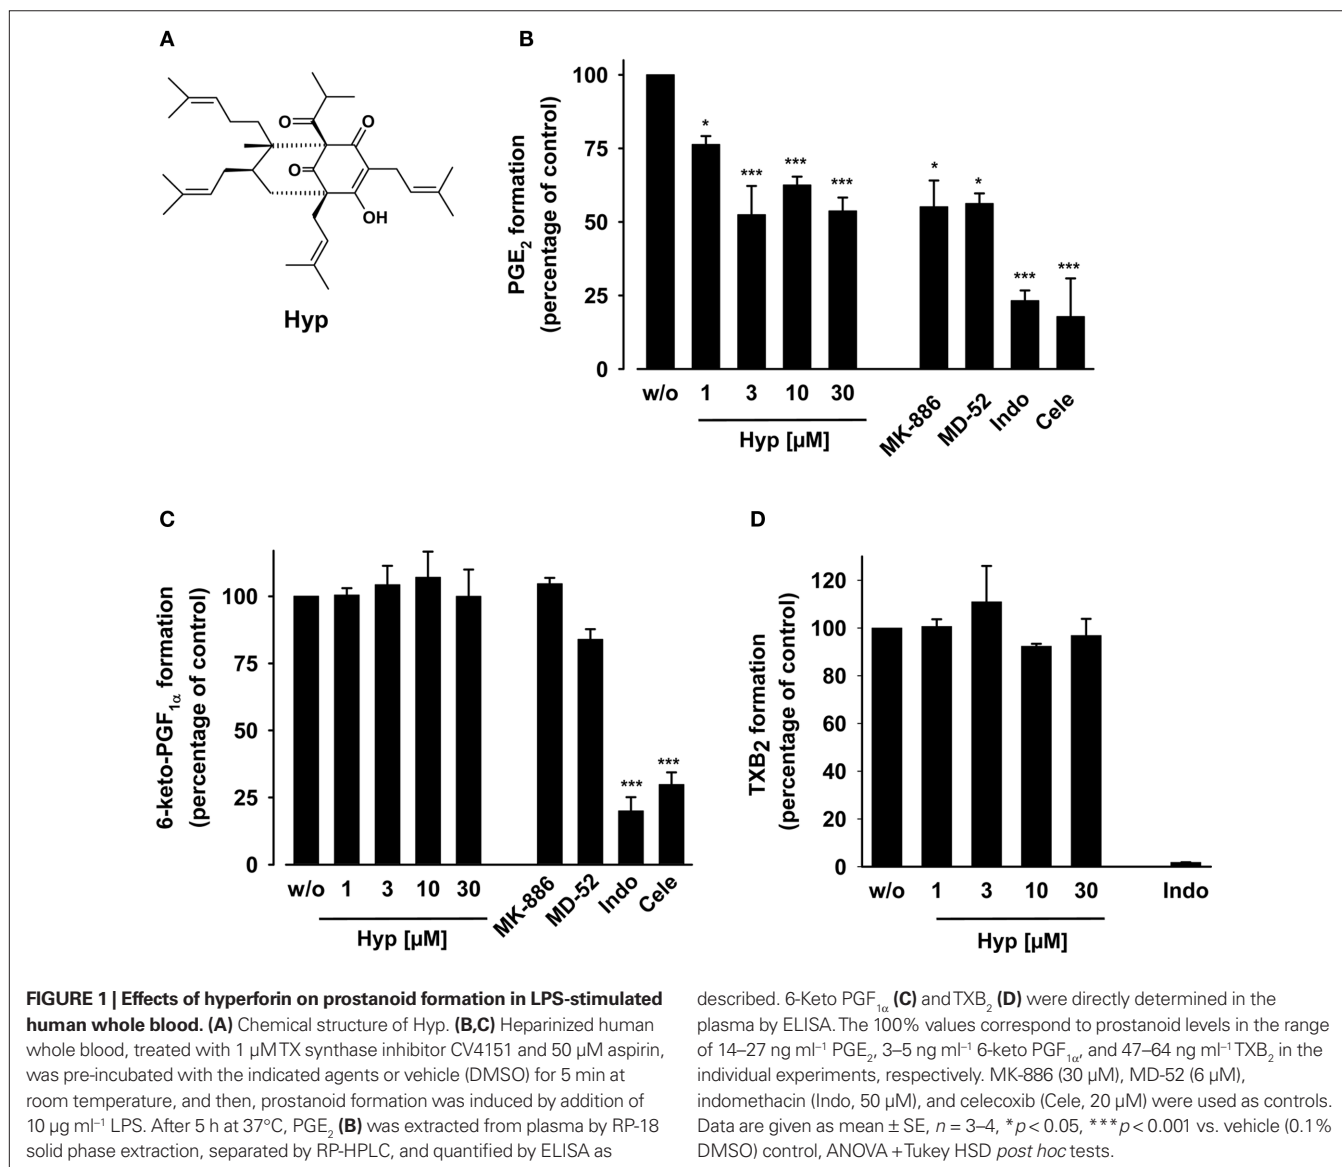 A
O
O
O
OH
Hyp
B
PGE2 formation
(percentage of control)
100
75
50
25
0
*
***
***
***
*
*
***
***
w/o 1 3 10 30 MK-886 MD-52 Indo Cele
Hyp [µM]
C
6-keto-PGF1α formation
(percentage of control)
100
75
50
25
0
***
***
w/o 1 3 10 30 MK-886 MD-52 Indo Cele
Hyp [µM]
D
TXB2 formation
(percentage of control)
120
100
80
60
40
20
0
w/o 1 3 10 30 Indo
Hyp [µM]
FIGURE 1 | Effects of hyperforin on prostanoid formation in LPS-stimulated
human whole blood. (A) Chemical structure of Hyp. (B,C) Heparinized human
whole blood, treated with 1 µM TX synthase inhibitor CV4151 and 50 µM aspirin,
was pre-incubated with the indicated agents or vehicle (DMSO) for 5 min at
room temperature, and then, prostanoid formation was induced by addition of
10 µg ml⁻¹ LPS. After 5 h at 37°C, PGE2 (B) was extracted from plasma by RP-18
solid phase extraction, separated by RP-HPLC, and quantified by ELISA as
described. 6-Keto PGF1α (C) and TXB2 (D) were directly determined in the
plasma by ELISA. The 100% values correspond to prostanoid levels in the range
of 14–27 ng ml⁻¹ PGE2, 3–5 ng ml⁻¹ 6-keto PGF1α, and 47–64 ng ml⁻¹ TXB2 in the
individual experiments, respectively. MK-886 (30 µM), MD-52 (6 µM),
indomethacin (Indo, 50 µM), and celecoxib (Cele, 20 µM) were used as controls.
Data are given as mean ± SE, n = 3–4, *p < 0.05, ***p < 0.001 vs. vehicle (0.1%
DMSO) control, ANOVA + Tukey HSD post hoc tests.